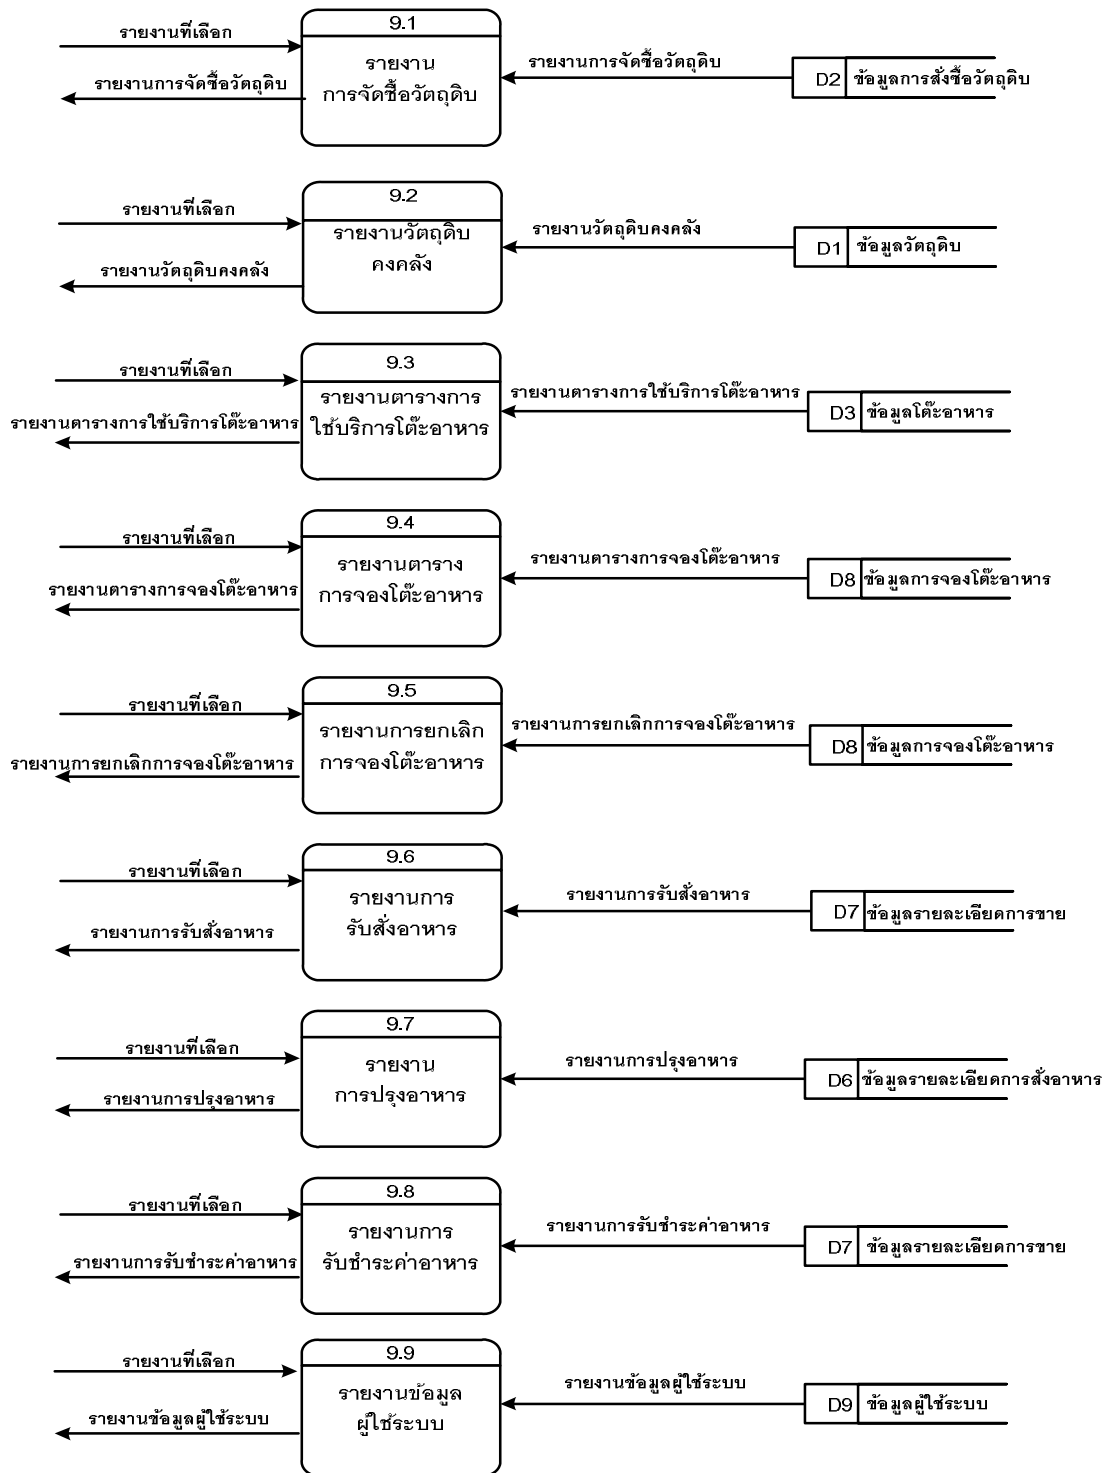 9.1
รายงานที่เลือก
รายงาน
การจัดซื้อวัตถุดิบ
รายงานการจัดซื้อวัตถุดิบ
รายงานการจัดซื้อวัตถุดิบ
D2 ข้อมูลการสั่งซื้อวัตถุดิบ
9.2
รายงานที่เลือก
รายงานวัตถุดิบ
คงคลัง
รายงานวัตถุดิบคงคลัง
รายงานวัตถุดิบคงคลัง
D1 ข้อมูลวัตถุดิบ
9.3
รายงานที่เลือก
รายงานตารางการ
ใช้บริการโต๊ะอาหาร
รายงานตารางการใช้บริการโต๊ะอาหาร
รายงานตารางการใช้บริการโต๊ะอาหาร
D3 ข้อมูลโต๊ะอาหาร
9.4
รายงานที่เลือก
รายงานตาราง
การจองโต๊ะอาหาร
รายงานตารางการจองโต๊ะอาหาร
รายงานตารางการจองโต๊ะอาหาร
D8 ข้อมูลการจองโต๊ะอาหาร
9.5
รายงานที่เลือก
รายงานการยกเลิก
การจองโต๊ะอาหาร
รายงานการยกเลิกการจองโต๊ะอาหาร
รายงานการยกเลิกการจองโต๊ะอาหาร
D8 ข้อมูลการจองโต๊ะอาหาร
9.6
รายงานที่เลือก
รายงานการ
รับสั่งอาหาร
รายงานการรับสั่งอาหาร
รายงานการรับสั่งอาหาร
D7 ข้อมูลรายละเอียดการขาย
9.7
รายงานที่เลือก
รายงาน
การปรุงอาหาร
รายงานการปรุงอาหาร
รายงานการปรุงอาหาร
D6 ข้อมูลรายละเอียดการสั่งอาหาร
9.8
รายงานที่เลือก
รายงานการ
รับชำระค่าอาหาร
รายงานการรับชำระค่าอาหาร
รายงานการรับชำระค่าอาหาร
D7 ข้อมูลรายละเอียดการขาย
9.9
รายงานที่เลือก
รายงานข้อมูล
ผู้ใช้ระบบ
รายงานข้อมูลผู้ใช้ระบบ
รายงานข้อมูลผู้ใช้ระบบ
D9 ข้อมูลผู้ใช้ระบบ